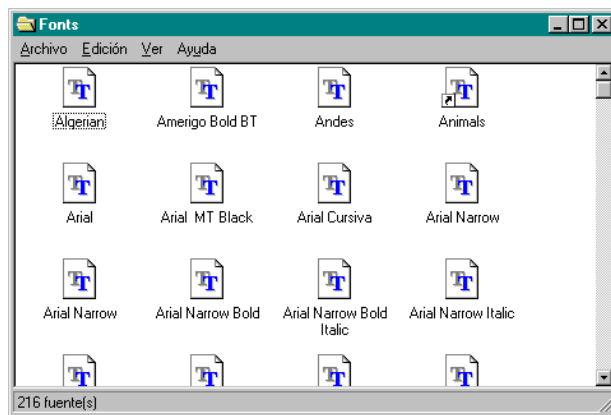 Fonts
Archivo Edición Ver Ayuda
Algerian Amerigo Bold BT Andes Animals
Arial Arial MT Black Arial Cursiva Arial Narrow
Arial Narrow Arial Narrow Bold Arial Narrow Bold Italic Arial Narrow Italic
216 fuente(s)